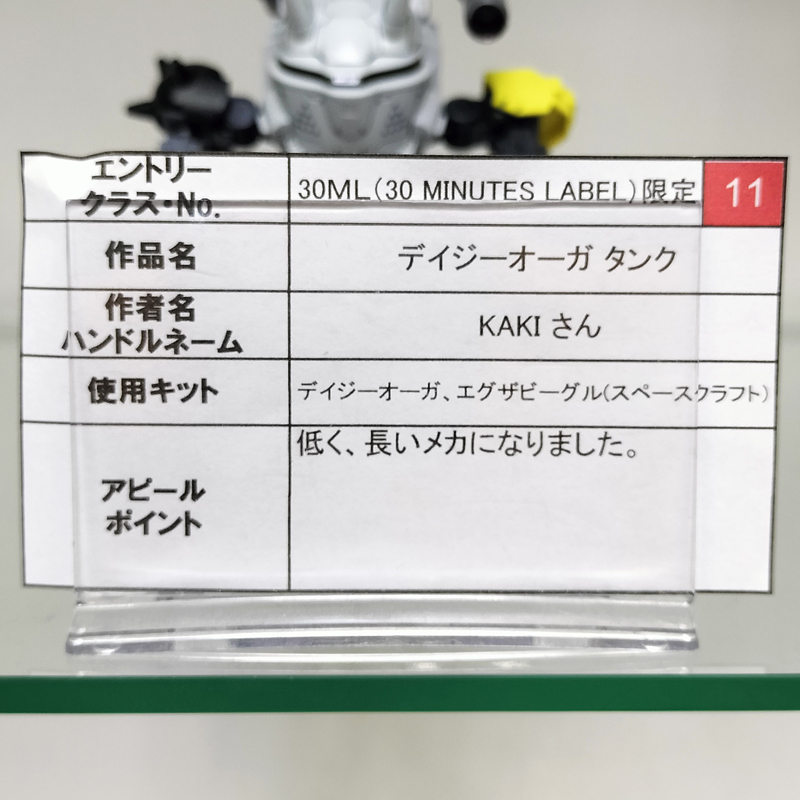 エントリー
クラス・No.
30ML(30 MINUTES LABEL)限定
11
作品名
デイジーオーガ タンク
作者名
ハンドルネーム
KAKI さん
使用キット
デイジーオーガ、エグザビーグル(スペースクラフト)
アピール
ポイント
低く、長いメカになりました。